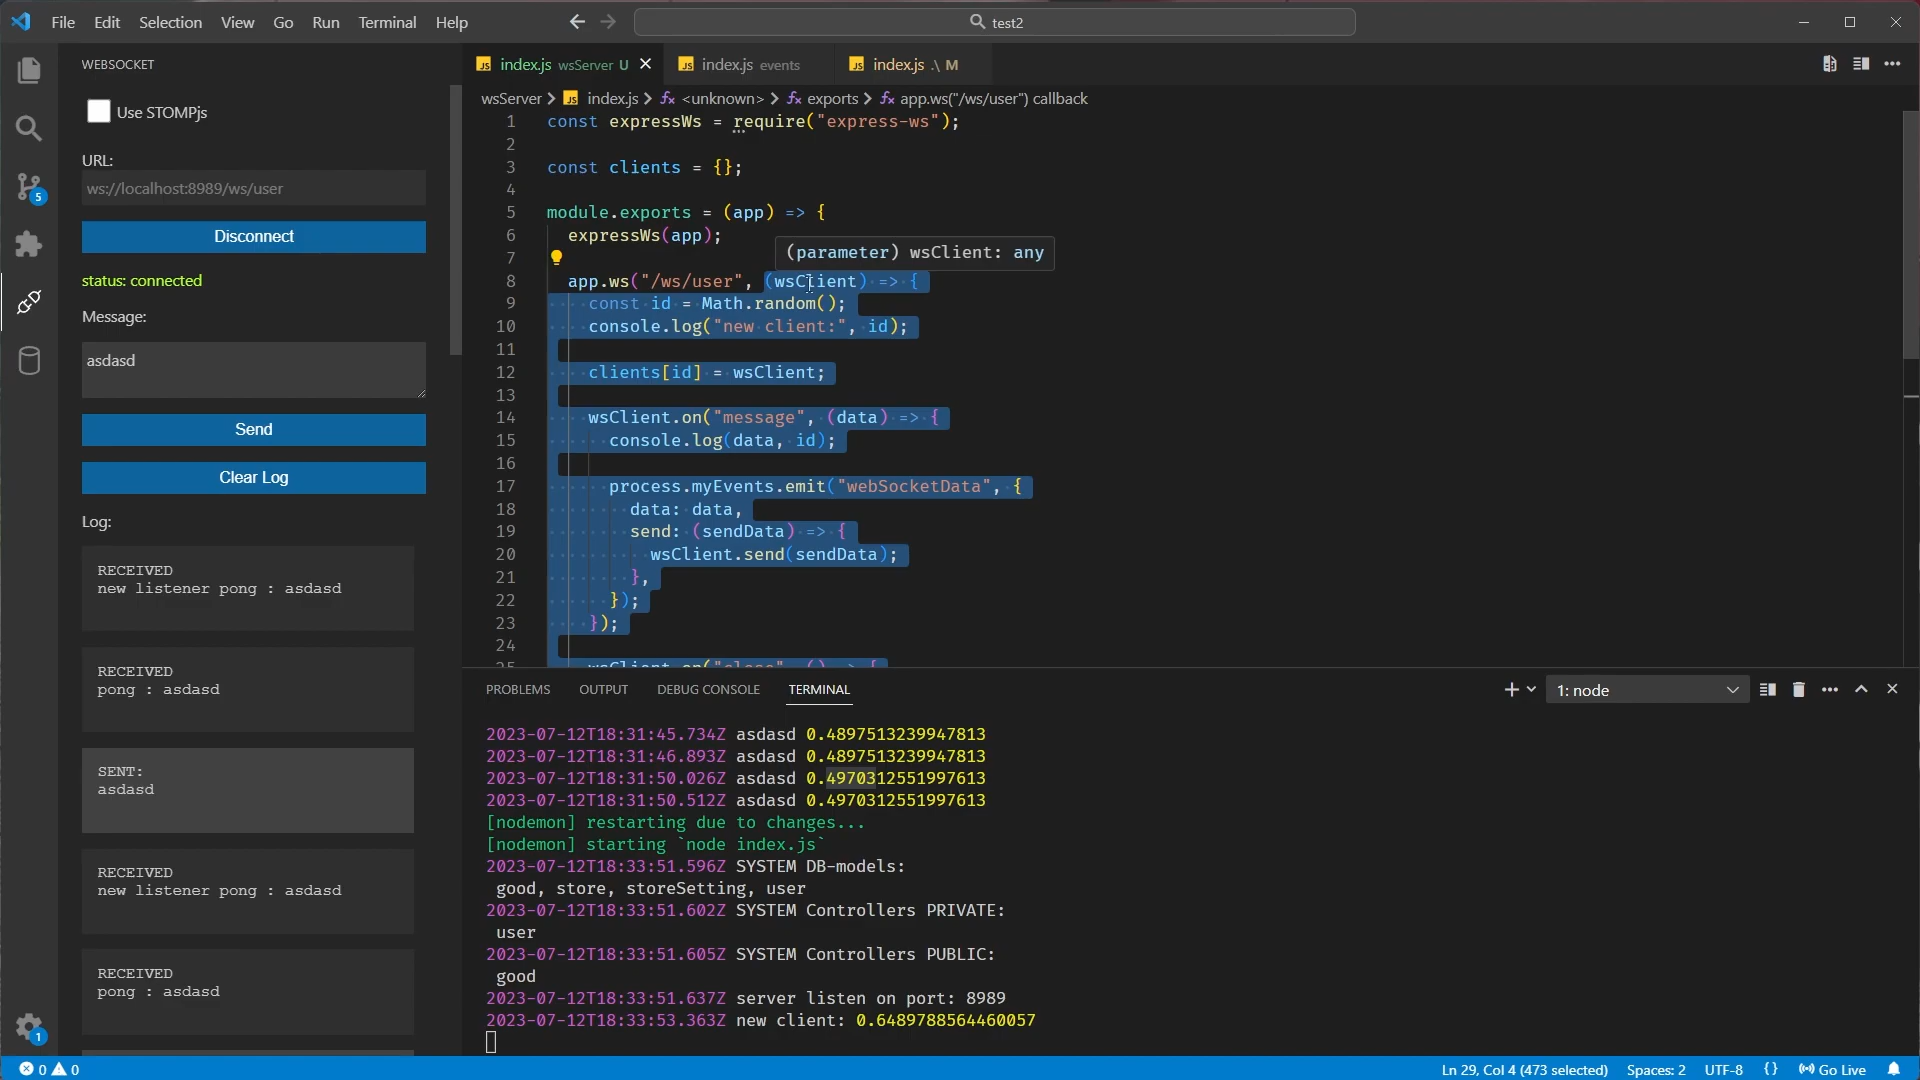 File Edit Selection View Go Run Terminal Help
test2
WEBSOCKET
Use STOMPjs
URL:
ws://localhost:8989/ws/user
Disconnect
status: connected
Message:
asdasd
Send
Clear Log
Log:
RECEIVED
new listener pong : asdasd
RECEIVED
pong : asdasd
SENT:
asdasd
RECEIVED
new listener pong : asdasd
RECEIVED
pong : asdasd
5
1
JS index.js wsServer U
JS index.js events
JS index.js .\ M
wsServer > JS index.js > <unknown> > exports > app.ws("/ws/user") callback
1 const expressWs = require("express-ws");
2
3 const clients = {};
4
5 module.exports = (app) => {
6 expressWs(app);
7
(parameter) wsClient: any
8 app.ws("/ws/user", (wsClient) => {
9 const id = Math.random();
10 console.log("new client:", id);
11
12 clients[id] = wsClient;
13
14 wsClient.on("message", (data) => {
15 console.log(data, id);
16
17 process.myEvents.emit("webSocketData", {
18 data: data,
19 send: (sendData) => {
20 wsClient.send(sendData);
21 },
22 });
23 });
24
25 wsClient.on("close", () => {
PROBLEMS OUTPUT DEBUG CONSOLE TERMINAL
1: node
2023-07-12T18:31:45.734Z asdasd 0.4897513239947813
2023-07-12T18:31:46.893Z asdasd 0.4897513239947813
2023-07-12T18:31:50.026Z asdasd 0.4970312551997613
2023-07-12T18:31:50.512Z asdasd 0.4970312551997613
[nodemon] restarting due to changes...
[nodemon] starting `node index.js`
2023-07-12T18:33:51.596Z SYSTEM DB-models:
good, store, storeSetting, user
2023-07-12T18:33:51.602Z SYSTEM Controllers PRIVATE:
user
2023-07-12T18:33:51.605Z SYSTEM Controllers PUBLIC:
good
2023-07-12T18:33:51.637Z server listen on port: 8989
2023-07-12T18:33:53.363Z new client: 0.6489788564460057
0 0
Ln 29, Col 4 (473 selected) Spaces: 2 UTF-8 {} Go Live